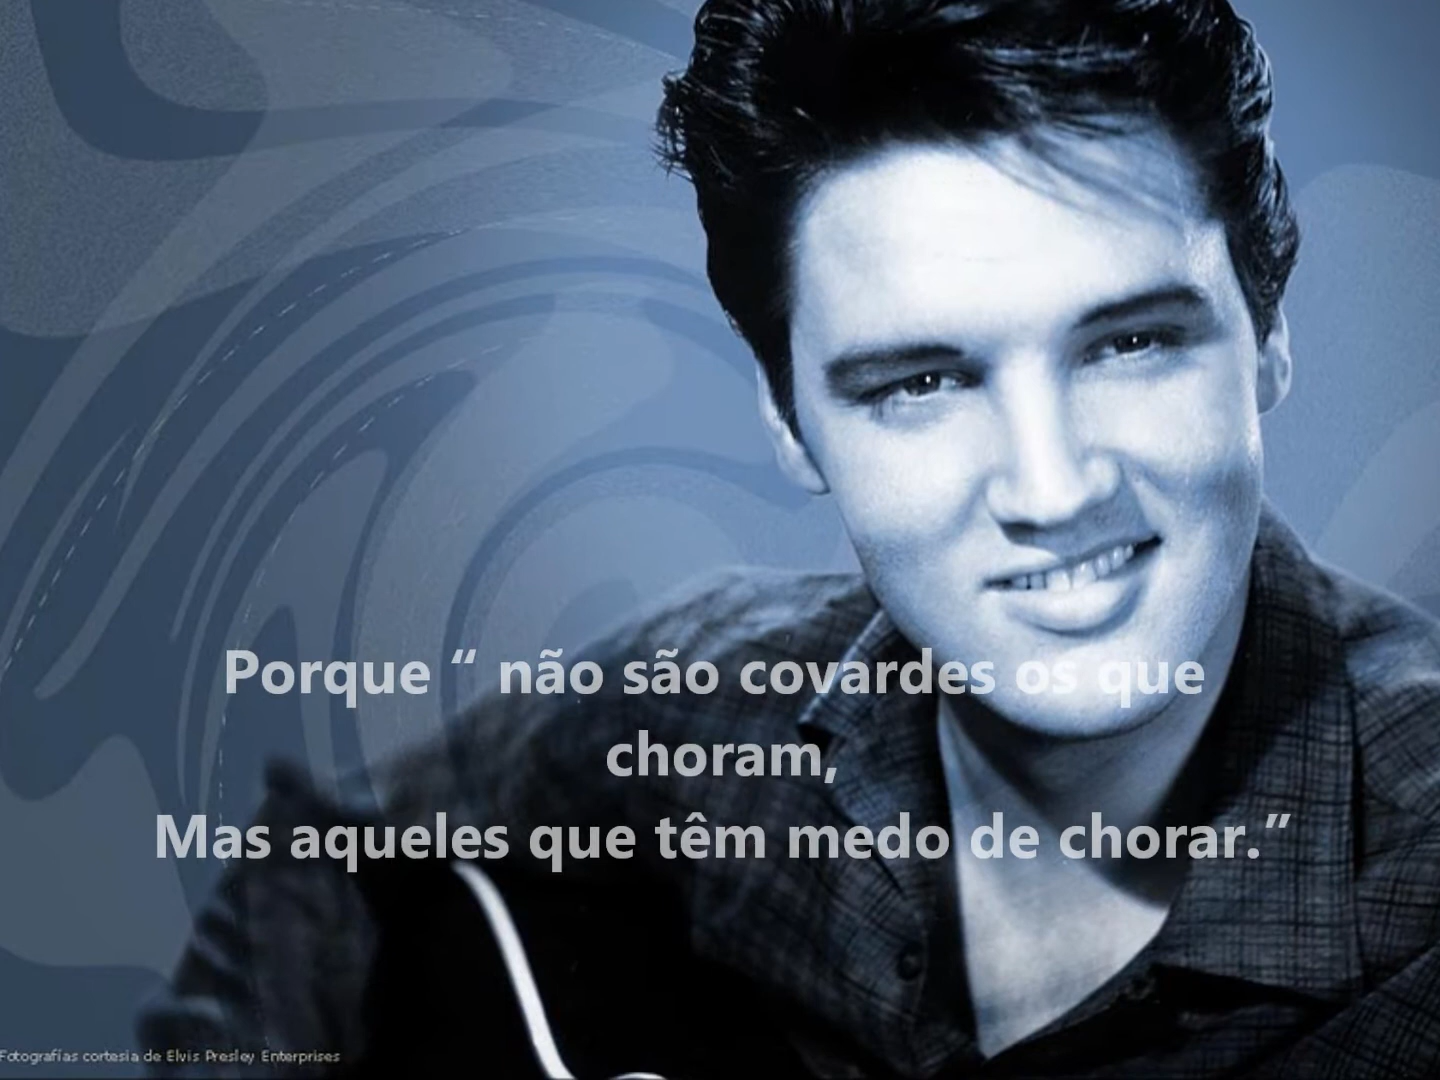 Porque “ não são covardes os que
choram,
Mas aqueles que têm medo de chorar.”
Fotografías cortesia de Elvis Presley Enterprises